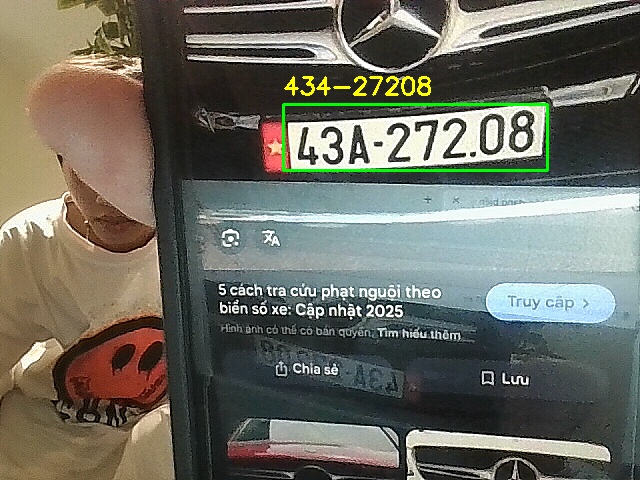 434-27208
43A-272.08
5 cách tra cứu phạt nguội theo
biển số xe: Cập nhật 2025
Truy cập >
Hình ảnh có thể có bản quyền. Tìm hiểu thêm
Chia sẻ
Lưu